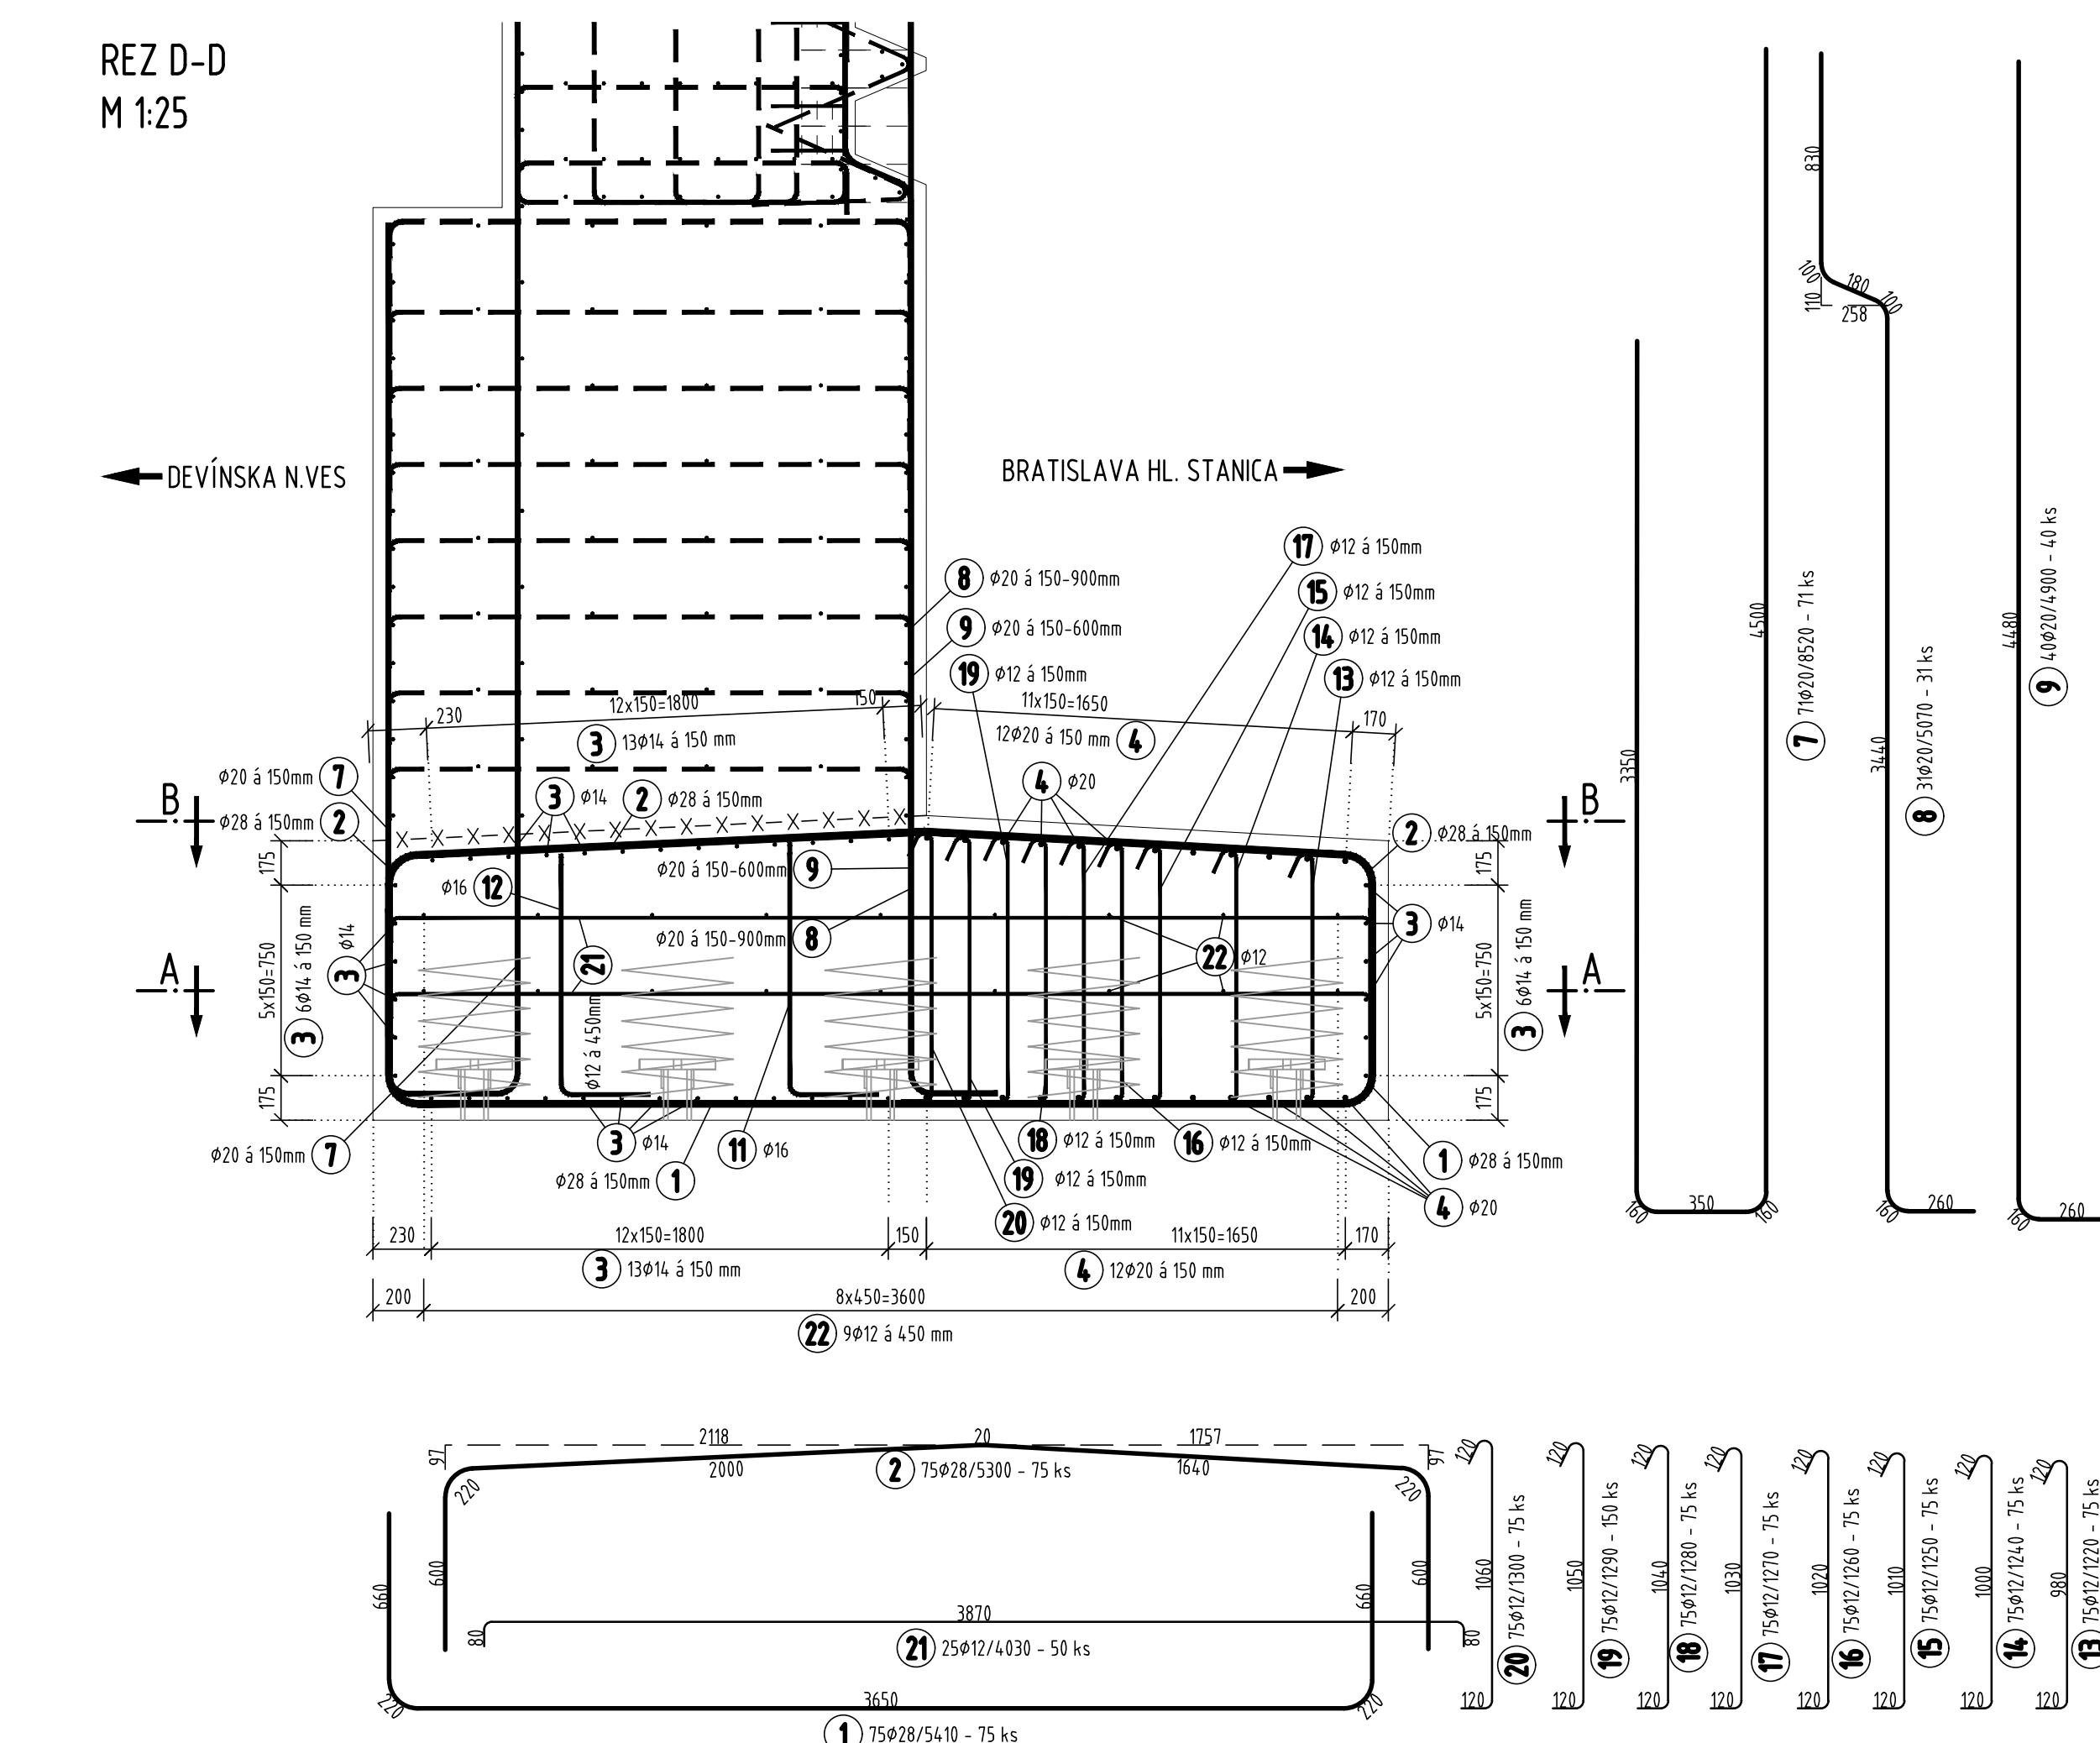 REZ D-D
M 1:25
DEVÍNSKA N.VES
BRATISLAVA HL. STANICA
17 ϕ12 á 150mm
8 ϕ20 á 150-900mm
15 ϕ12 á 150mm
9 ϕ20 á 150-600mm
14 ϕ12 á 150mm
19 ϕ12 á 150mm
13 ϕ12 á 150mm
230
12x150=1800
150
11x150=1650
170
3 13ϕ14 á 150 mm
12ϕ20 á 150 mm 4
ϕ20 á 150mm 7
3 ϕ14
2 ϕ28 á 150mm
4 ϕ20
B
B
ϕ28 á 150mm 2
2 ϕ28 á 150mm
175
175
ϕ20 á 150-600mm 9
ϕ16 12
3 ϕ14
3 ϕ14
ϕ20 á 150-900mm 8
22 ϕ12
21
ϕ12 á 450mm
A
A
5x150=750
3 6ϕ14 á 150 mm
5x150=750
3 6ϕ14 á 150 mm
175
175
ϕ20 á 150mm 7
3 ϕ14
11 ϕ16
18 ϕ12 á 150mm
16 ϕ12 á 150mm
1 ϕ28 á 150mm
ϕ28 á 150mm 1
19 ϕ12 á 150mm
4 ϕ20
20 ϕ12 á 150mm
230
12x150=1800
150
11x150=1650
170
3 13ϕ14 á 150 mm
4 12ϕ20 á 150 mm
200
8x450=3600
200
22 9ϕ12 á 450 mm
3350
4500
160
350
160
7 71ϕ20/8520 - 71 ks
830
100
180
100
110
258
3440
160
260
8 31ϕ20/5070 - 31 ks
4480
160
260
9 40ϕ20/4900 - 40 ks
97
2118
20
1757
97
2000
2 75ϕ28/5300 - 75 ks
1640
220
220
600
600
660
660
3870
80
80
21 25ϕ12/4030 - 50 ks
220
3650
220
1 75ϕ28/5410 - 75 ks
120
1060
120
20 75ϕ12/1300 - 75 ks
120
1050
120
19 75ϕ12/1290 - 150 ks
120
1040
120
18 75ϕ12/1280 - 75 ks
120
1030
120
17 75ϕ12/1270 - 75 ks
120
1020
120
16 75ϕ12/1260 - 75 ks
120
1010
120
15 75ϕ12/1250 - 75 ks
120
1000
120
14 75ϕ12/1240 - 75 ks
120
980
120
13 75ϕ12/1220 - 75 ks